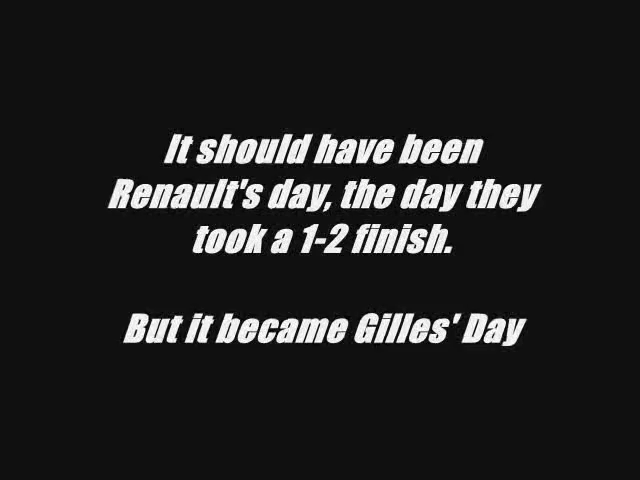 It should have been
Renault's day, the day they
took a 1-2 finish.
But it became Gilles' Day